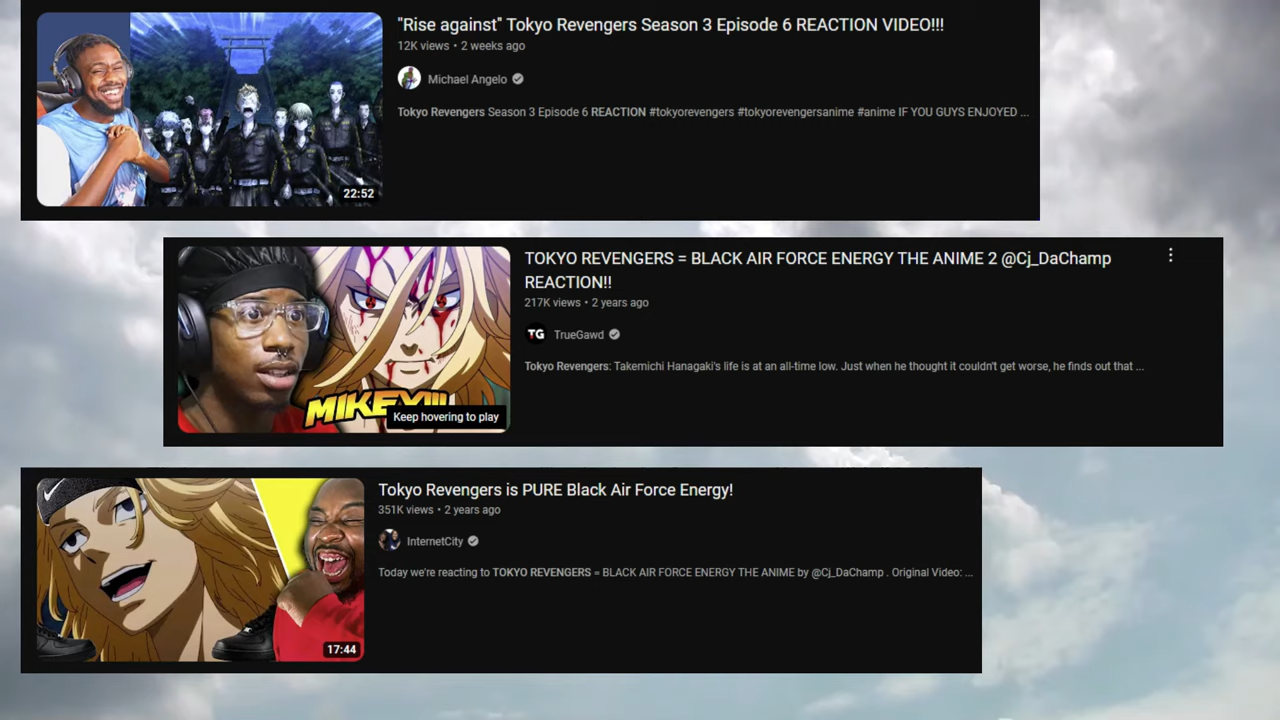 "Rise against" Tokyo Revengers Season 3 Episode 6 REACTION VIDEO!!!
12K views • 2 weeks ago
Michael Angelo
Tokyo Revengers Season 3 Episode 6 REACTION #tokyorevengers #tokyorevengersanime #anime IF YOU GUYS ENJOYED ...
22:52
TOKYO REVENGERS = BLACK AIR FORCE ENERGY THE ANIME 2 @Cj_DaChamp
REACTION!!
217K views • 2 years ago
TG TrueGawd
Tokyo Revengers: Takemichi Hanagaki's life is at an all-time low. Just when he thought it couldn't get worse, he finds out that ...
Keep hovering to play
Tokyo Revengers is PURE Black Air Force Energy!
351K views • 2 years ago
InternetCity
Today we're reacting to TOKYO REVENGERS = BLACK AIR FORCE ENERGY THE ANIME by @Cj_DaChamp . Original Video: ...
17:44